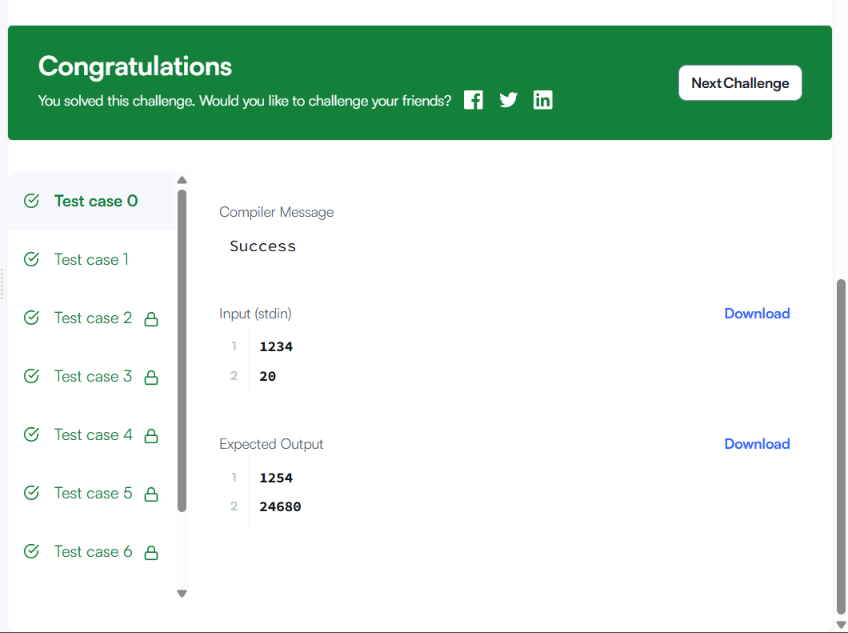 Congratulations
You solved this challenge. Would you like to challenge your friends?
Next Challenge
Test case 0
Test case 1
Test case 2
Test case 3
Test case 4
Test case 5
Test case 6
Compiler Message
Success
Input (stdin)
Download
1 1234
2 20
Expected Output
Download
1 1254
2 24680